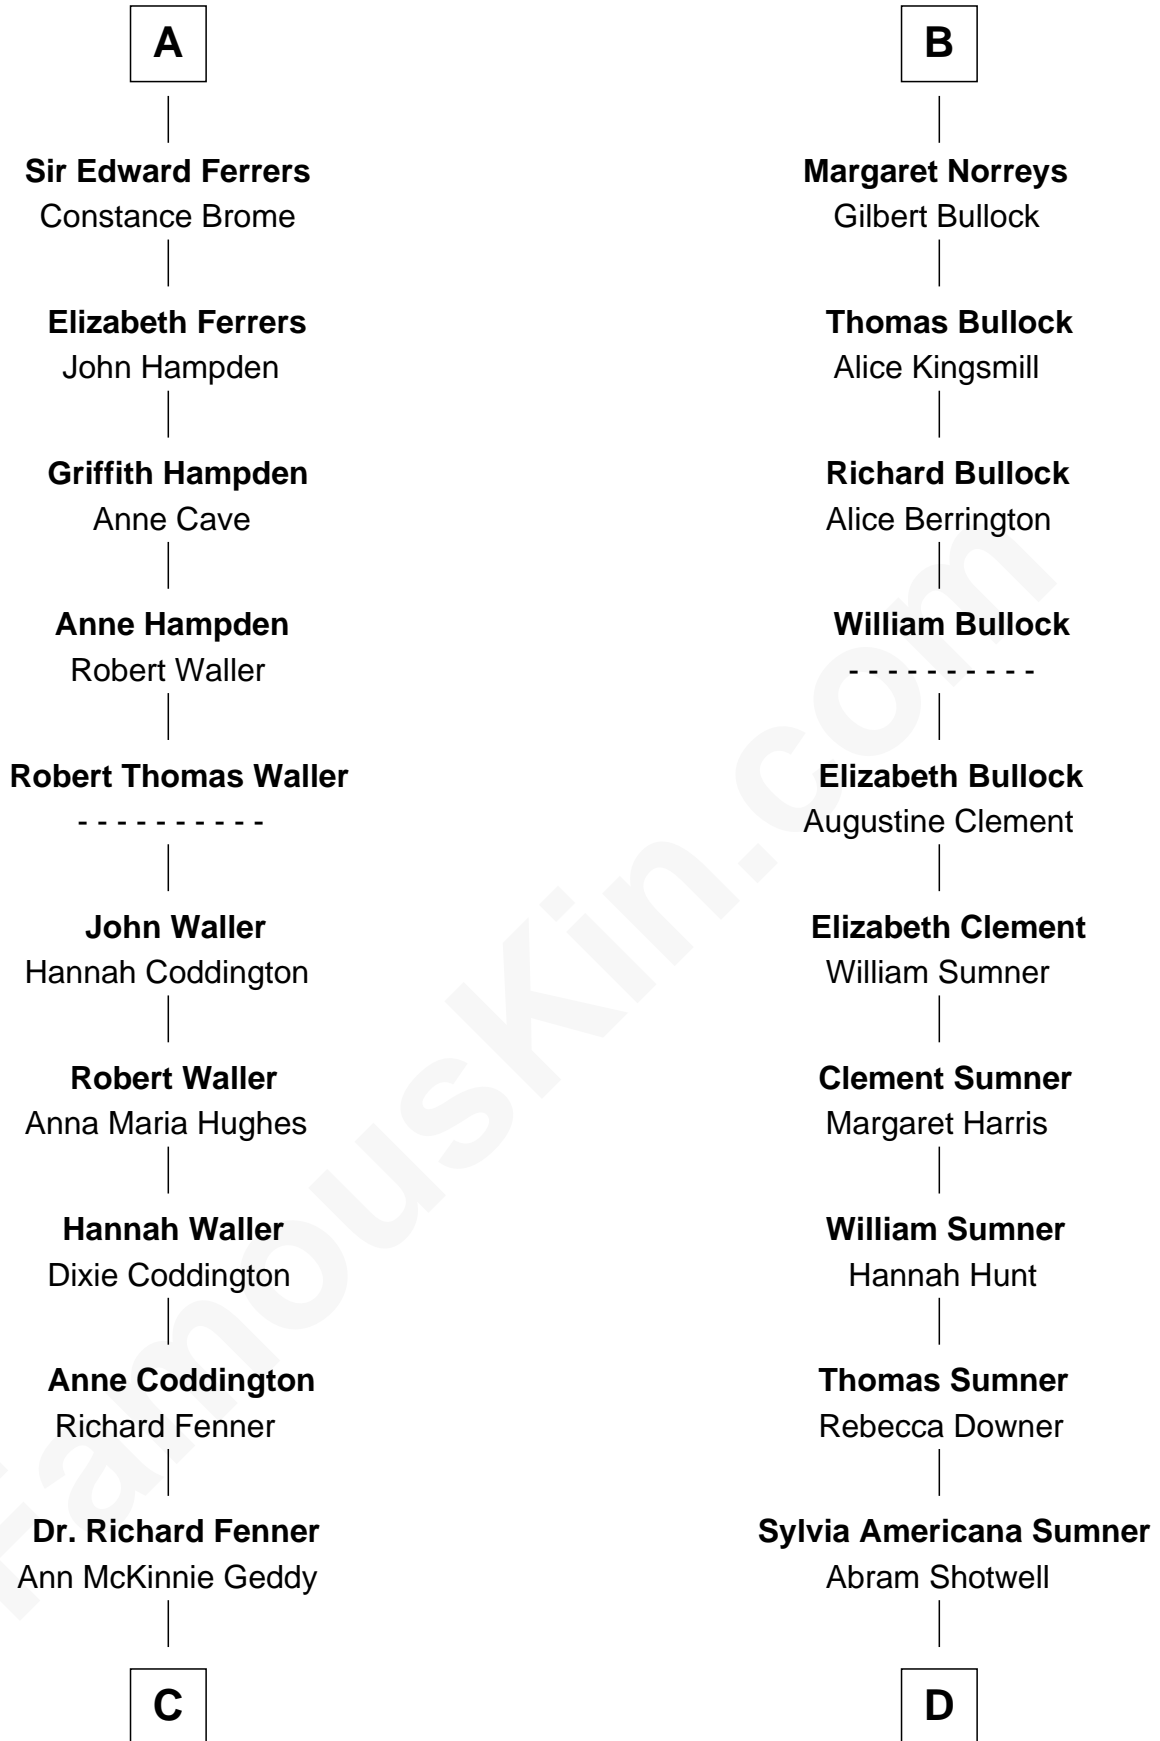 A
Sir Edward Ferrers
Constance Brome
Elizabeth Ferrers
John Hampden
Griffith Hampden
Anne Cave
Anne Hampden
Robert Waller
Robert Thomas Waller
- - - - - - - - - -
John Waller
Hannah Coddington
Robert Waller
Anna Maria Hughes
Hannah Waller
Dixie Coddington
Anne Coddington
Richard Fenner
Dr. Richard Fenner
Ann McKinnie Geddy
C
B
Margaret Norreys
Gilbert Bullock
Thomas Bullock
Alice Kingsmill
Richard Bullock
Alice Berrington
William Bullock
- - - - - - - - - -
Elizabeth Bullock
Augustine Clement
Elizabeth Clement
William Sumner
Clement Sumner
Margaret Harris
William Sumner
Hannah Hunt
Thomas Sumner
Rebecca Downer
Sylvia Americana Sumner
Abram Shotwell
D
FamousKin.com